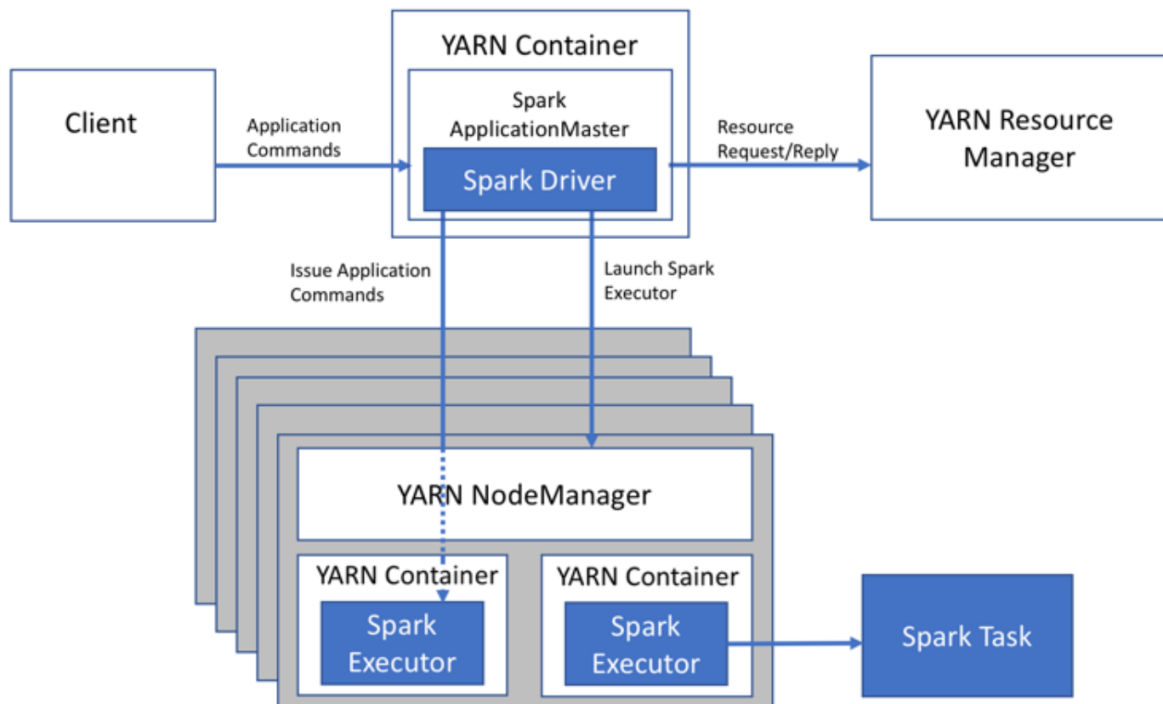 YARN Container
Client
Spark
ApplicationMaster
Spark Driver
Application
Commands
Resource
Request/Reply
YARN Resource
Manager
Issue Application
Commands
Launch Spark
Executor
YARN NodeManager
YARN Container
Spark
Executor
YARN Container
Spark
Executor
Spark Task